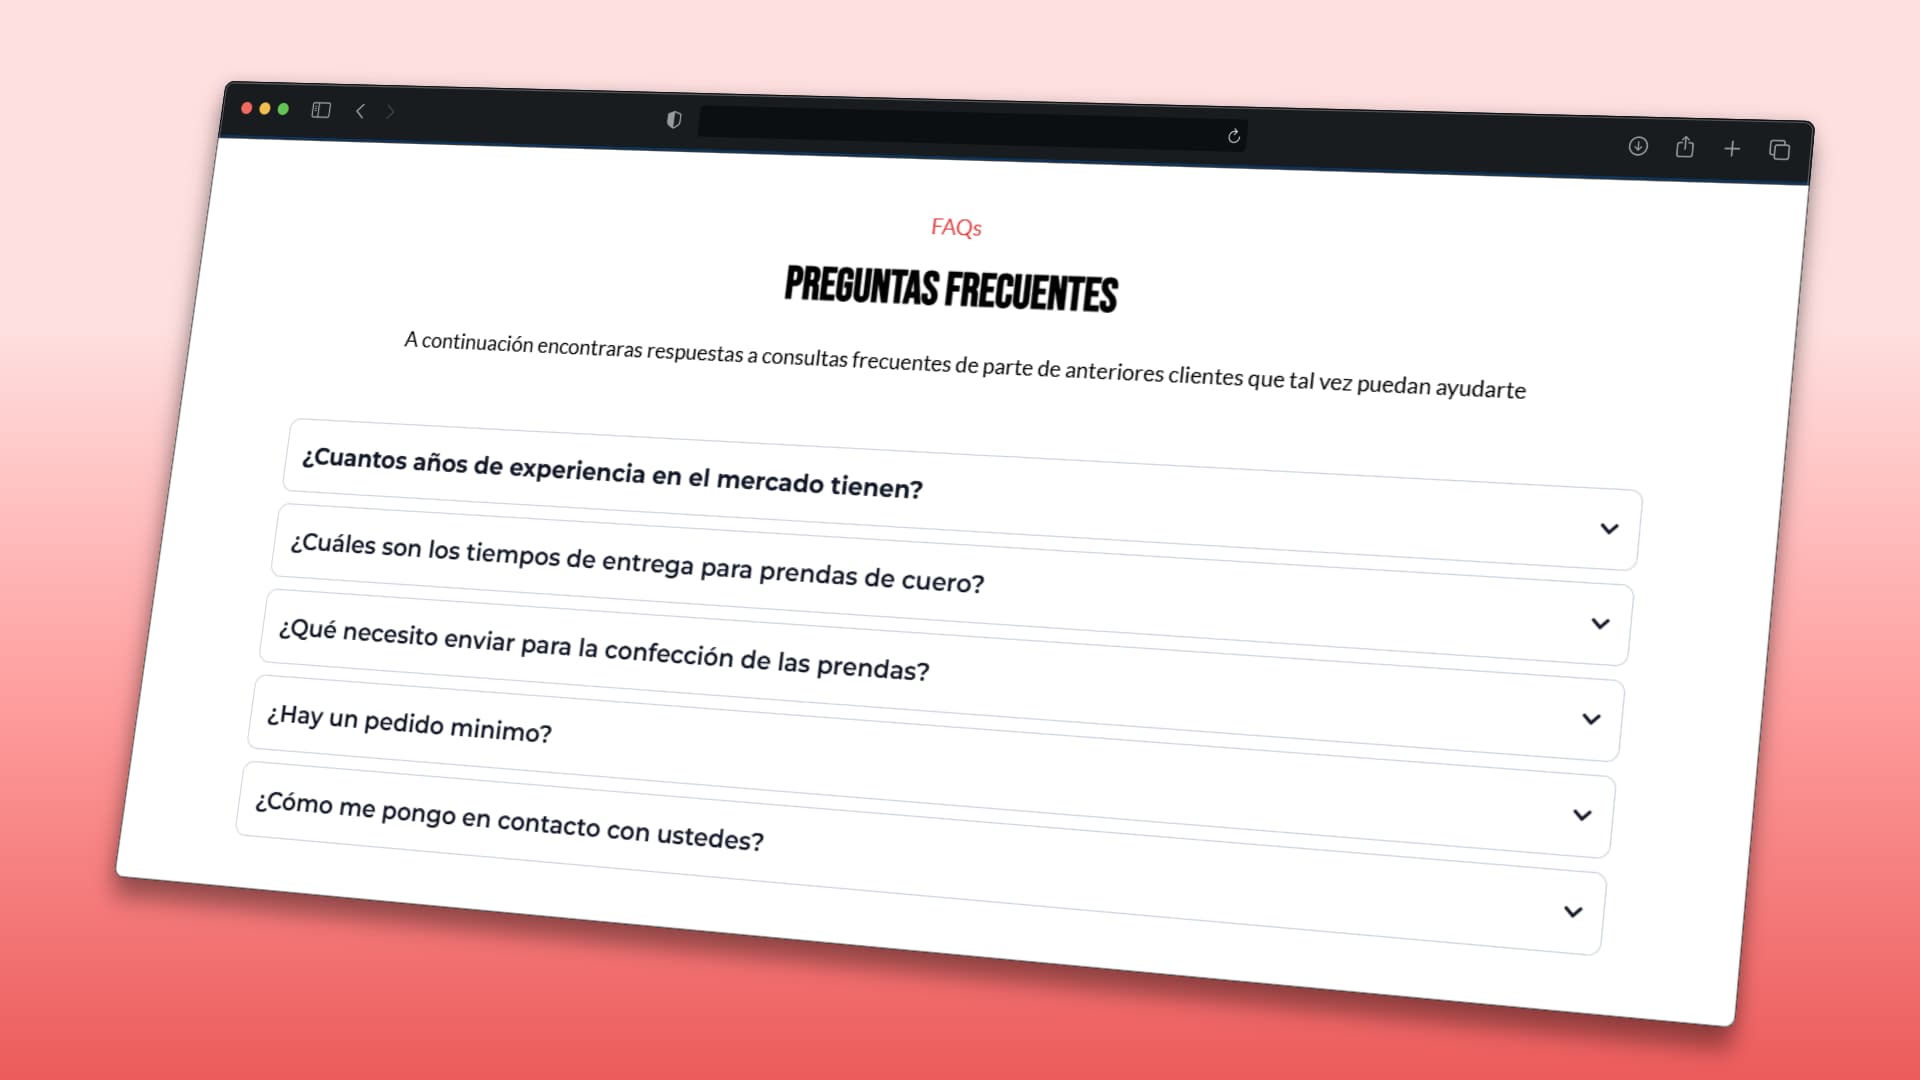 FAQs
PREGUNTAS FRECUENTES
A continuación encontraras respuestas a consultas frecuentes de parte de anteriores clientes que tal vez puedan ayudarte
¿Cuantos años de experiencia en el mercado tienen?
¿Cuáles son los tiempos de entrega para prendas de cuero?
¿Qué necesito enviar para la confección de las prendas?
¿Hay un pedido minimo?
¿Cómo me pongo en contacto con ustedes?